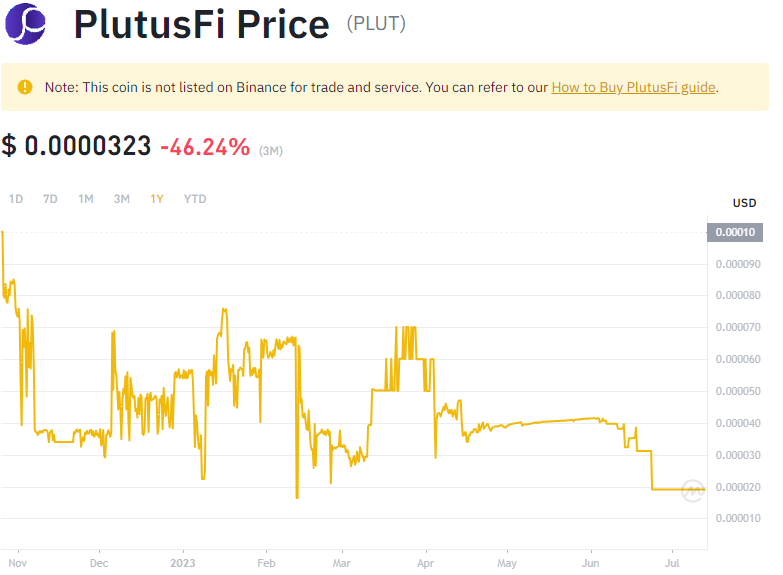 PlutusFi Price (PLUT)
Note: This coin is not listed on Binance for trade and service. You can refer to our How to Buy PlutusFi guide.
$ 0.0000323 -46.24% (3M)
1D 7D 1M 3M 1Y YTD
USD
0.00010
0.000090
0.000080
0.000070
0.000060
0.000050
0.000040
0.000030
0.000020
0.000010
Nov Dec 2023 Feb Mar Apr May Jun Jul